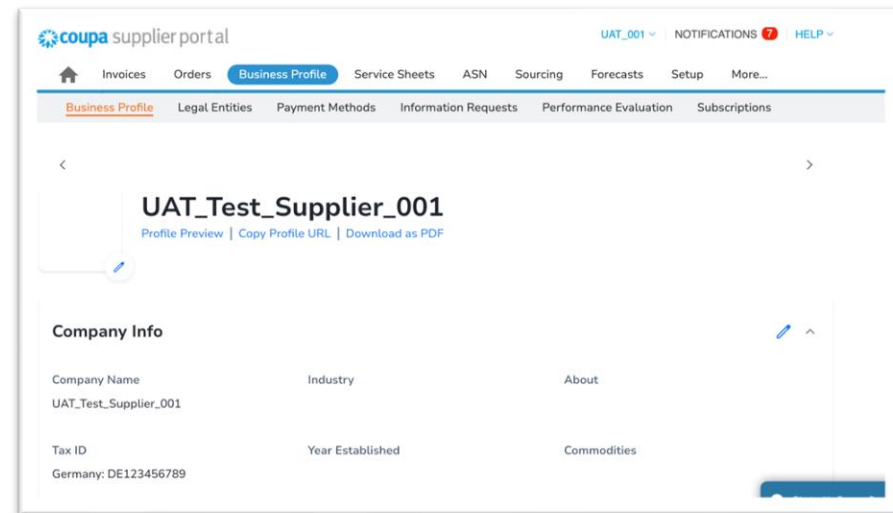 coupa supplier portal
UAT_001 NOTIFICATIONS 7 HELP
Invoices Orders Business Profile Service Sheets ASN Sourcing Forecasts Setup More...
Business Profile Legal Entities Payment Methods Information Requests Performance Evaluation Subscriptions
UAT_Test_Supplier_001
Profile Preview | Copy Profile URL | Download as PDF
Company Info
Company Name Industry About
UAT_Test_Supplier_001
Tax ID Year Established Commodities
Germany: DE123456789